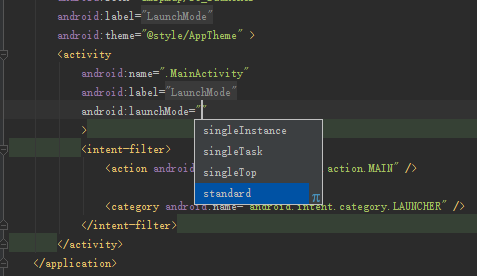 android:label="LaunchMode"
android:theme="@style/AppTheme" >
<activity
android:name=".MainActivity"
android:label="LaunchMode"
android:launchMode=""
>
singleInstance
singleTask
singleTop
standard
π
<intent-filter>
<action android action.MAIN" />
<category android:name="android.intent.category.LAUNCHER" />
</intent-filter>
</activity>
</application>